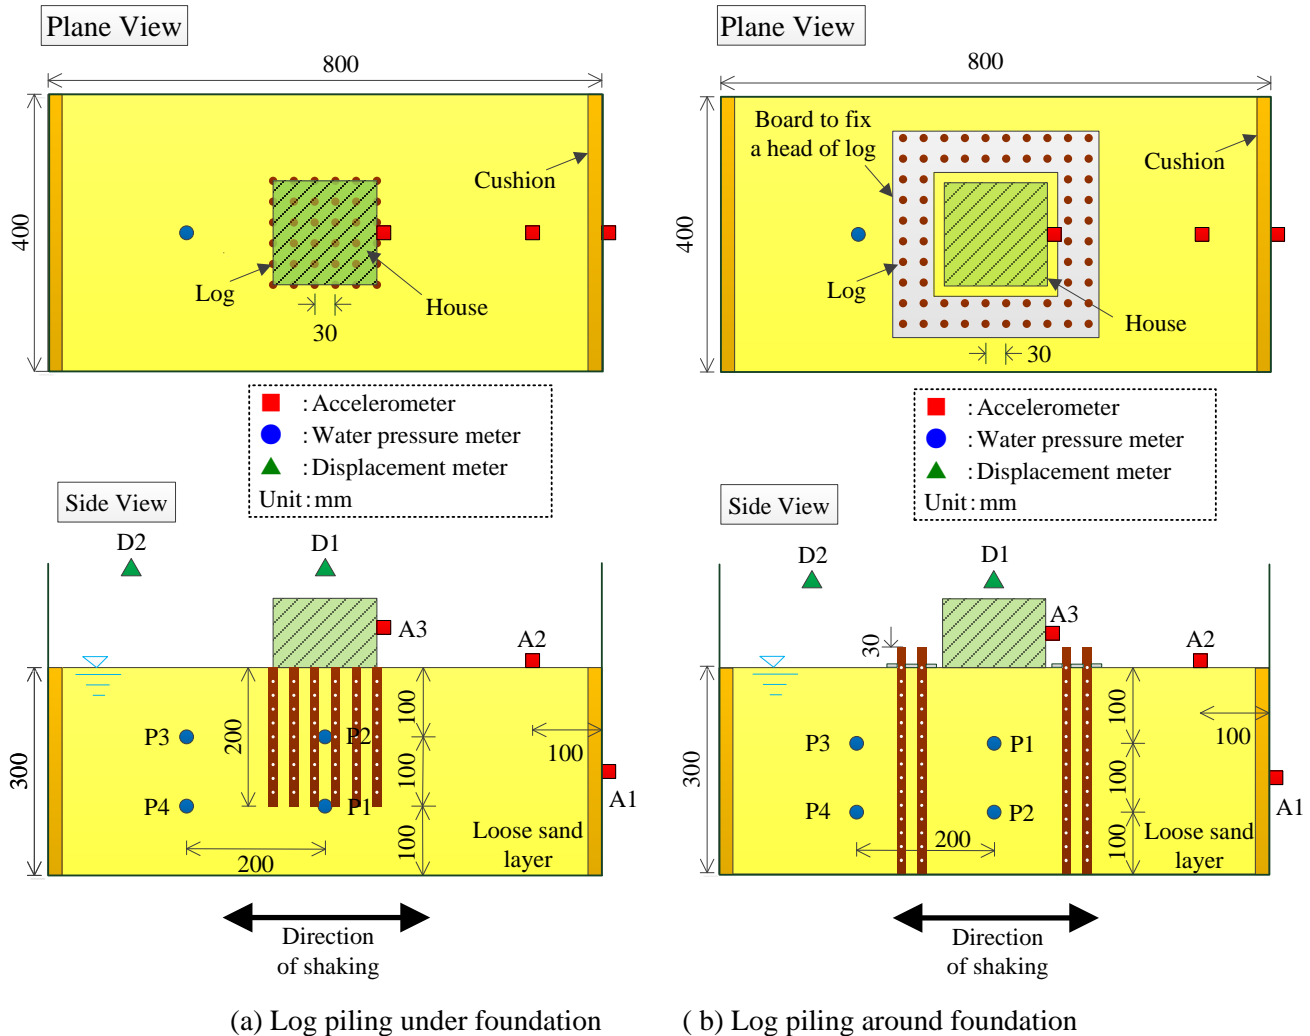 Plane View
800
400
Cushion
Log
House
30
: Accelerometer
: Water pressure meter
: Displacement meter
Unit : mm
Side View
D2
D1
A3
A2
100
P3
P2
200
100
100
300
P4
P1
A1
100
200
Loose sand
layer
Direction
of shaking
(a) Log piling under foundation
Plane View
800
Board to fix
a head of log
Cushion
400
Log
House
30
: Accelerometer
: Water pressure meter
: Displacement meter
Unit : mm
Side View
D2
D1
A3
30
A2
100
100
P3
P1
300
100
A1
P4
P2
200
100
Loose sand
layer
Direction
of shaking
( b) Log piling around foundation